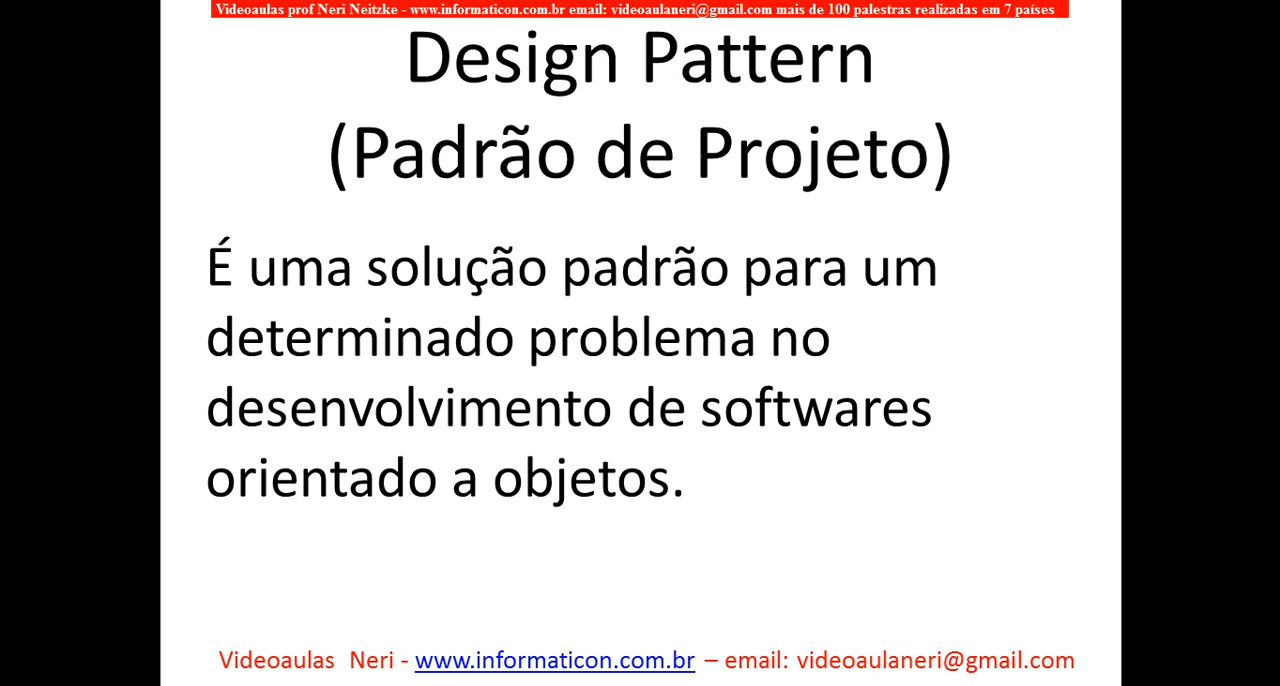 Videoaulas prof Neri Neitzke - www.informaticon.com.br email: videoaulaneri@gmail.com mais de 100 palestras realizadas em 7 países
Design Pattern
(Padrão de Projeto)
É uma solução padrão para um
determinado problema no
desenvolvimento de softwares
orientado a objetos.
Videoaulas Neri - www.informaticon.com.br – email: videoaulaneri@gmail.com